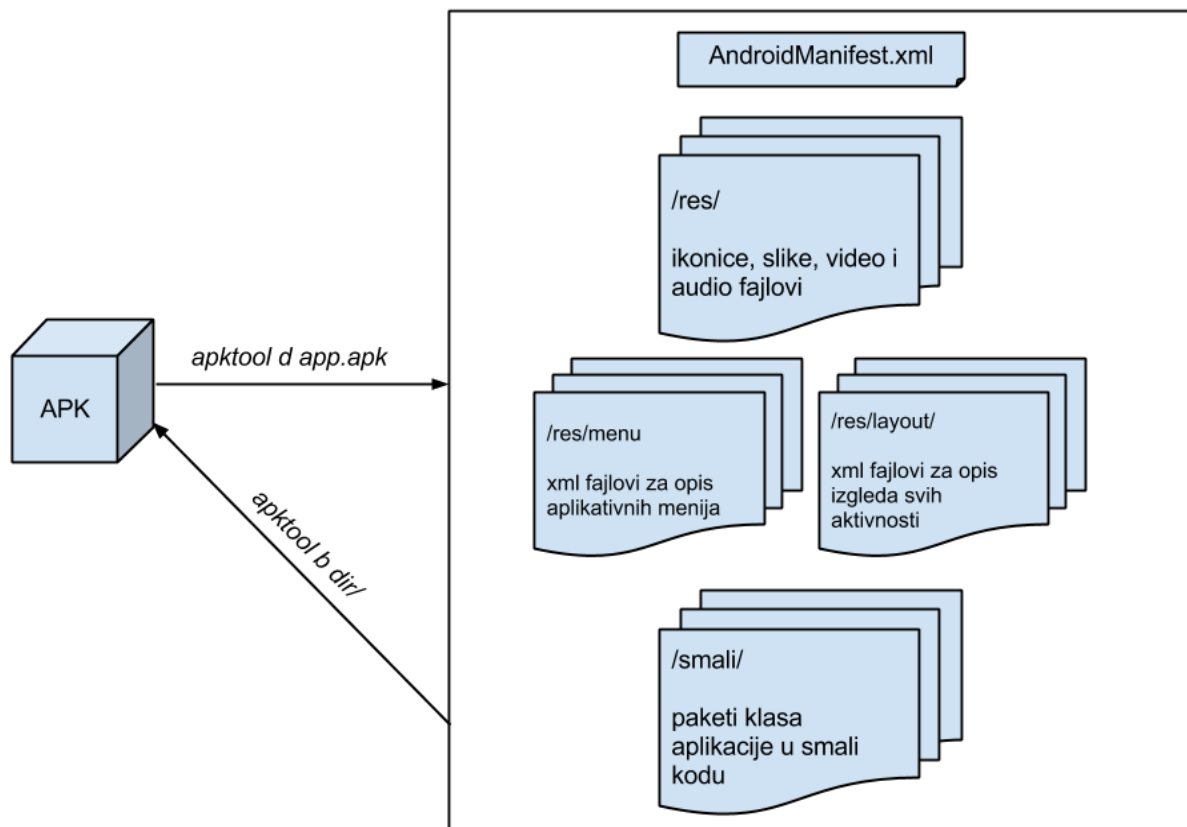 AndroidManifest.xml
/res/
ikonice, slike, video i
audio fajlovi
apktool d app.apk
APK
/res/menu
xml fajlovi za opis
aplikativnih menija
/res/layout/
xml fajlovi za opis
izgleda svih
aktivnosti
apktool b dir/
/smali/
paketi klasa
aplikacije u smali
kodu